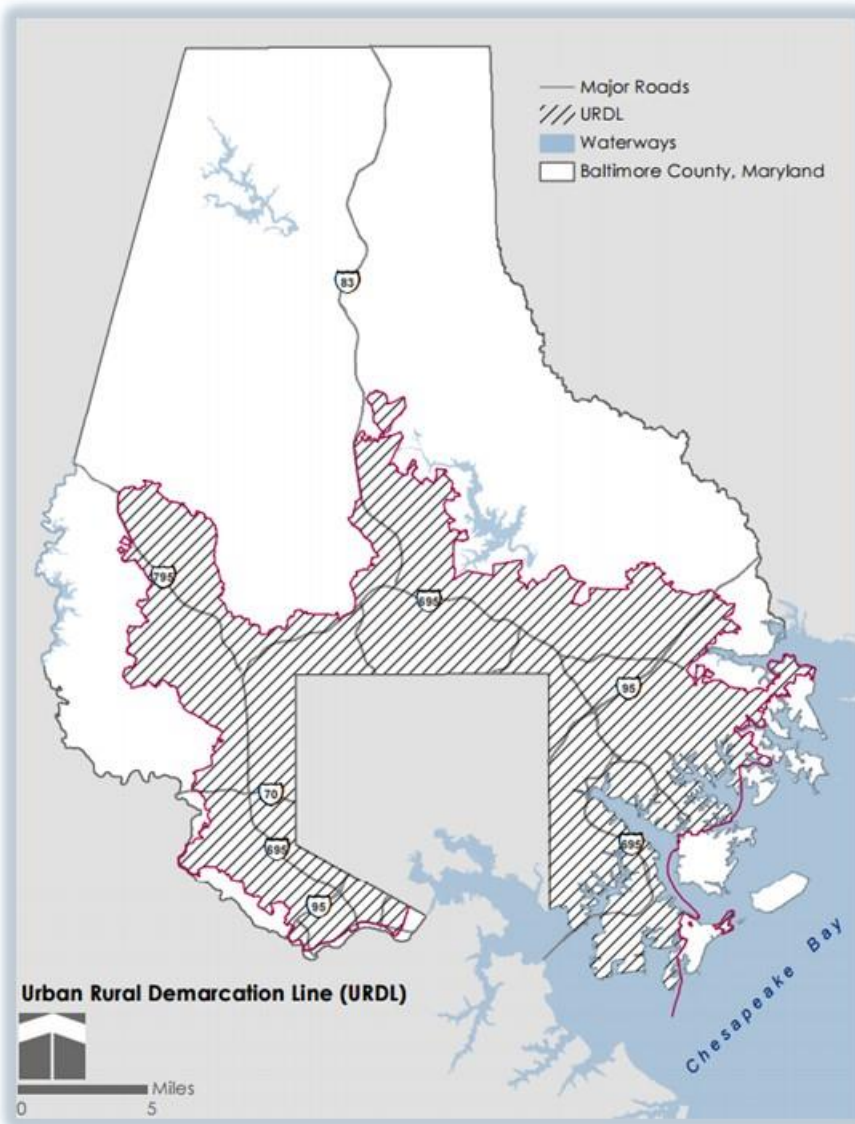 Major Roads
URDL
Waterways
Baltimore County, Maryland
83
795
695
95
70
695
695
95
Urban Rural Demarcation Line (URDL)
Chesapeake Bay
Miles
0 5